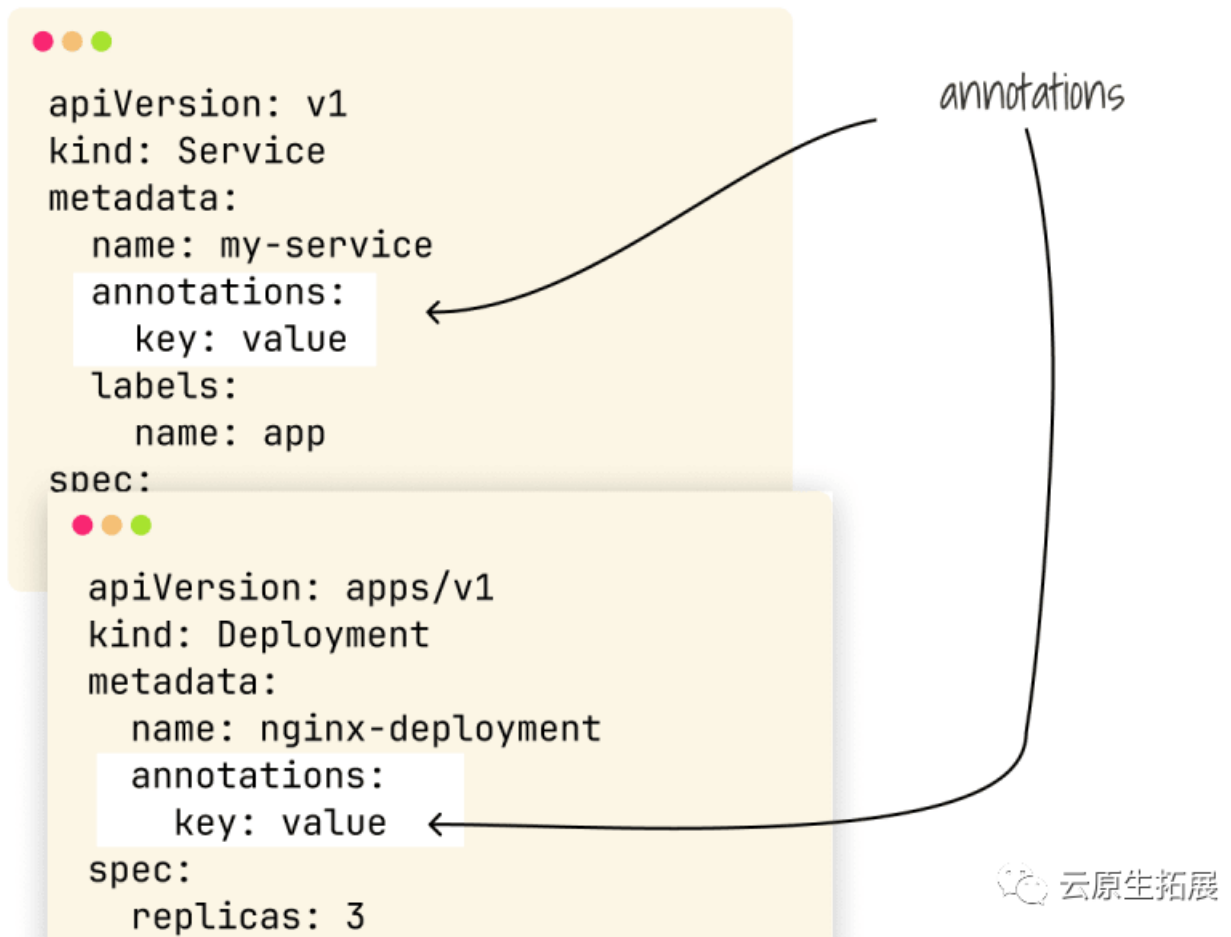 apiVersion: v1
kind: Service
metadata:
  name: my-service
  annotations:
    key: value
  labels:
    name: app
spec:
annotations
apiVersion: apps/v1
kind: Deployment
metadata:
  name: nginx-deployment
  annotations:
    key: value
spec:
  replicas: 3
云原生拓展